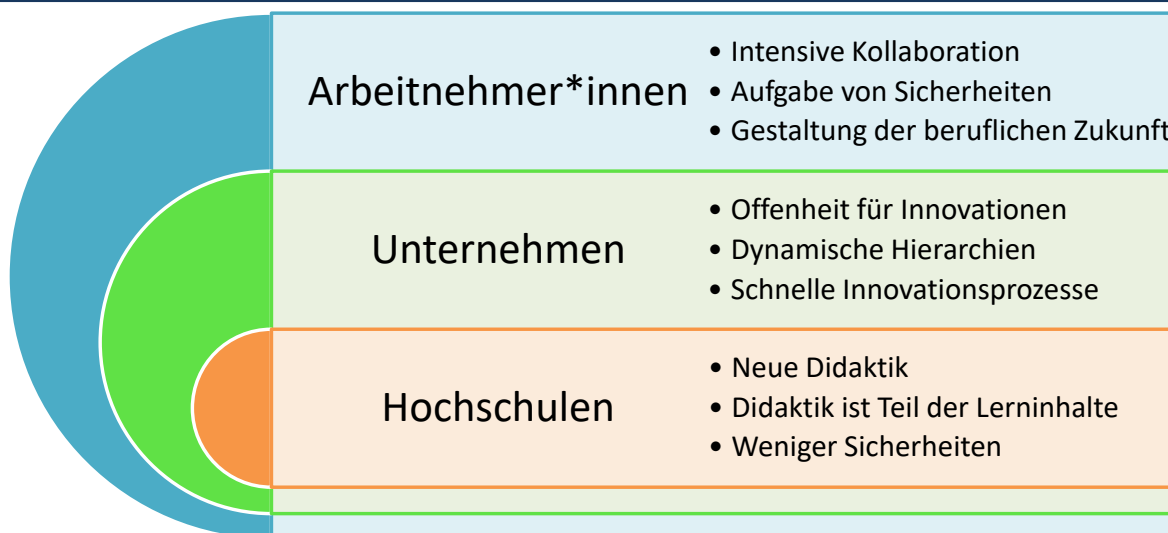 Arbeitnehmer*innen
• Intensive Kollaboration
• Aufgabe von Sicherheiten
• Gestaltung der beruflichen Zukunft
Unternehmen
• Offenheit für Innovationen
• Dynamische Hierarchien
• Schnelle Innovationsprozesse
Hochschulen
• Neue Didaktik
• Didaktik ist Teil der Lerninhalte
• Weniger Sicherheiten